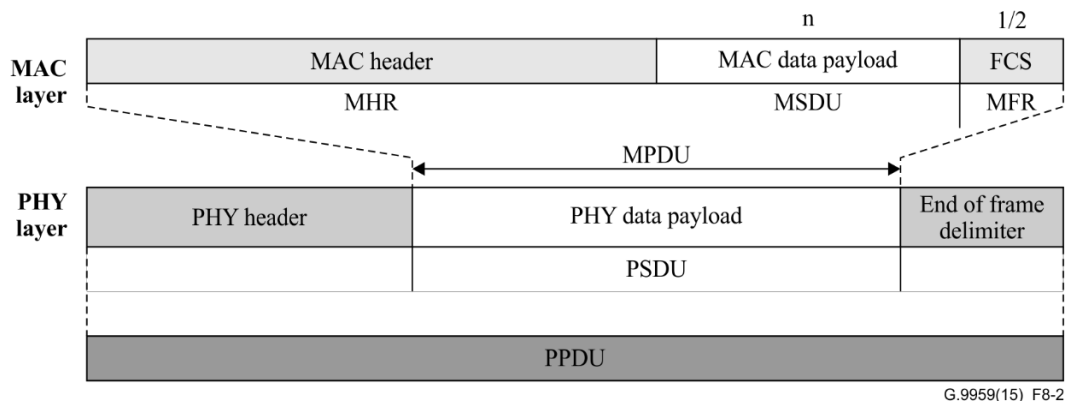 n 1/2
MAC layer
MAC header MAC data payload FCS
MHR MSDU MFR
MPDU
PHY layer
PHY header PHY data payload End of frame delimiter
PSDU
PPDU
G.9959(15)_F8-2